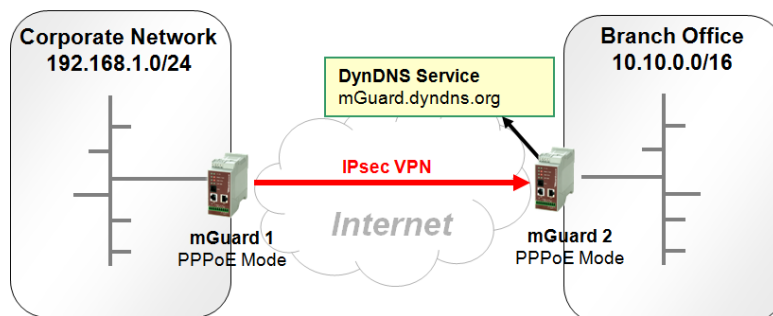 Corporate Network
192.168.1.0/24
Branch Office
10.10.0.0/16
DynDNS Service
mGuard.dyndns.org
IPsec VPN
Internet
mGuard 1
PPPoE Mode
mGuard 2
PPPoE Mode